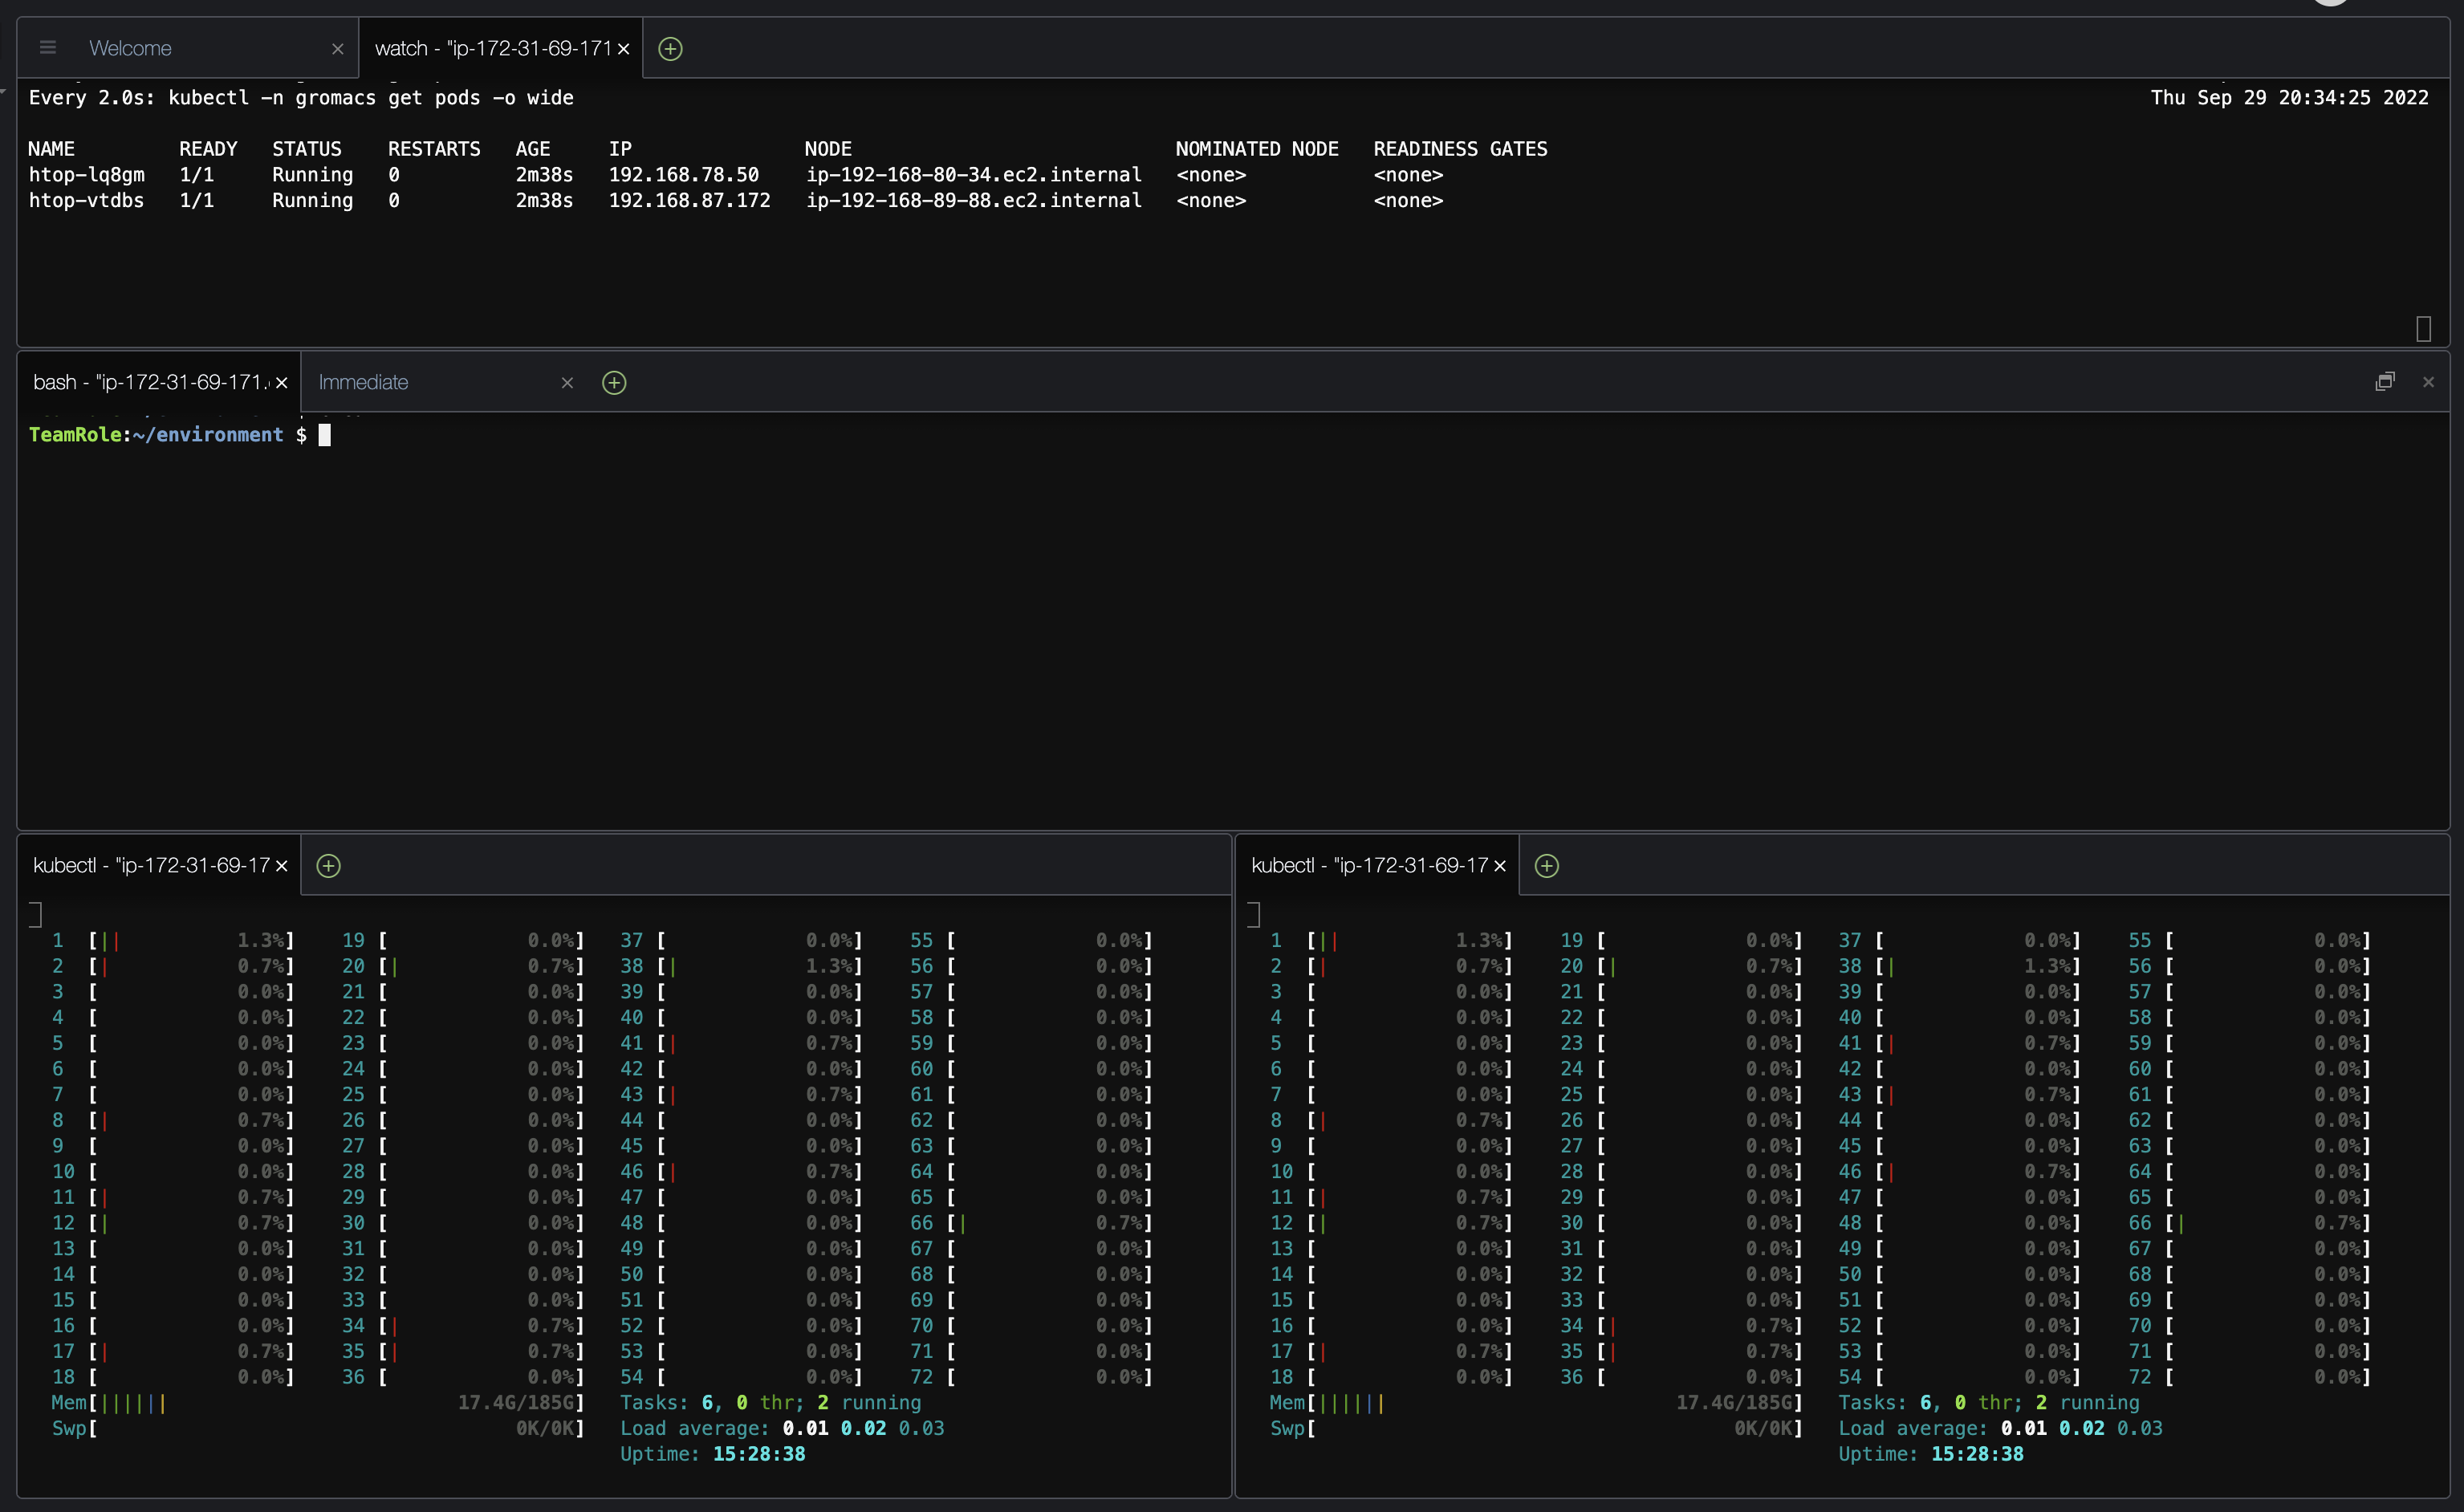 Welcome × watch - "ip-172-31-69-171 ×
Every 2.0s: kubectl -n gromacs get pods -o wide Thu Sep 29 20:34:25 2022
NAME READY STATUS RESTARTS AGE IP NODE NOMINATED NODE READINESS GATES
htop-lq8gm 1/1 Running 0 2m38s 192.168.78.50 ip-192-168-80-34.ec2.internal <none> <none>
htop-vtdbs 1/1 Running 0 2m38s 192.168.87.172 ip-192-168-89-88.ec2.internal <none> <none>
bash - "ip-172-31-69-171. × Immediate ×
TeamRole:~/environment $
kubectl - "ip-172-31-69-17 ×
1 [|| 1.3%] 19 [ 0.0%] 37 [ 0.0%] 55 [ 0.0%]
2 [| 0.7%] 20 [| 0.7%] 38 [| 1.3%] 56 [ 0.0%]
3 [ 0.0%] 21 [ 0.0%] 39 [ 0.0%] 57 [ 0.0%]
4 [ 0.0%] 22 [ 0.0%] 40 [ 0.0%] 58 [ 0.0%]
5 [ 0.0%] 23 [ 0.0%] 41 [| 0.7%] 59 [ 0.0%]
6 [ 0.0%] 24 [ 0.0%] 42 [ 0.0%] 60 [ 0.0%]
7 [ 0.0%] 25 [ 0.0%] 43 [| 0.7%] 61 [ 0.0%]
8 [| 0.7%] 26 [ 0.0%] 44 [ 0.0%] 62 [ 0.0%]
9 [ 0.0%] 27 [ 0.0%] 45 [ 0.0%] 63 [ 0.0%]
10 [ 0.0%] 28 [ 0.0%] 46 [| 0.7%] 64 [ 0.0%]
11 [| 0.7%] 29 [ 0.0%] 47 [ 0.0%] 65 [ 0.0%]
12 [| 0.7%] 30 [ 0.0%] 48 [ 0.0%] 66 [| 0.7%]
13 [ 0.0%] 31 [ 0.0%] 49 [ 0.0%] 67 [ 0.0%]
14 [ 0.0%] 32 [ 0.0%] 50 [ 0.0%] 68 [ 0.0%]
15 [ 0.0%] 33 [ 0.0%] 51 [ 0.0%] 69 [ 0.0%]
16 [ 0.0%] 34 [| 0.7%] 52 [ 0.0%] 70 [ 0.0%]
17 [| 0.7%] 35 [| 0.7%] 53 [ 0.0%] 71 [ 0.0%]
18 [ 0.0%] 36 [ 0.0%] 54 [ 0.0%] 72 [ 0.0%]
Mem[|||||| 17.4G/185G] Tasks: 6, 0 thr; 2 running
Swp[ 0K/0K] Load average: 0.01 0.02 0.03
Uptime: 15:28:38
kubectl - "ip-172-31-69-17 ×
1 [|| 1.3%] 19 [ 0.0%] 37 [ 0.0%] 55 [ 0.0%]
2 [| 0.7%] 20 [| 0.7%] 38 [| 1.3%] 56 [ 0.0%]
3 [ 0.0%] 21 [ 0.0%] 39 [ 0.0%] 57 [ 0.0%]
4 [ 0.0%] 22 [ 0.0%] 40 [ 0.0%] 58 [ 0.0%]
5 [ 0.0%] 23 [ 0.0%] 41 [| 0.7%] 59 [ 0.0%]
6 [ 0.0%] 24 [ 0.0%] 42 [ 0.0%] 60 [ 0.0%]
7 [ 0.0%] 25 [ 0.0%] 43 [| 0.7%] 61 [ 0.0%]
8 [| 0.7%] 26 [ 0.0%] 44 [ 0.0%] 62 [ 0.0%]
9 [ 0.0%] 27 [ 0.0%] 45 [ 0.0%] 63 [ 0.0%]
10 [ 0.0%] 28 [ 0.0%] 46 [| 0.7%] 64 [ 0.0%]
11 [| 0.7%] 29 [ 0.0%] 47 [ 0.0%] 65 [ 0.0%]
12 [| 0.7%] 30 [ 0.0%] 48 [ 0.0%] 66 [| 0.7%]
13 [ 0.0%] 31 [ 0.0%] 49 [ 0.0%] 67 [ 0.0%]
14 [ 0.0%] 32 [ 0.0%] 50 [ 0.0%] 68 [ 0.0%]
15 [ 0.0%] 33 [ 0.0%] 51 [ 0.0%] 69 [ 0.0%]
16 [ 0.0%] 34 [| 0.7%] 52 [ 0.0%] 70 [ 0.0%]
17 [| 0.7%] 35 [| 0.7%] 53 [ 0.0%] 71 [ 0.0%]
18 [ 0.0%] 36 [ 0.0%] 54 [ 0.0%] 72 [ 0.0%]
Mem[|||||| 17.4G/185G] Tasks: 6, 0 thr; 2 running
Swp[ 0K/0K] Load average: 0.01 0.02 0.03
Uptime: 15:28:38